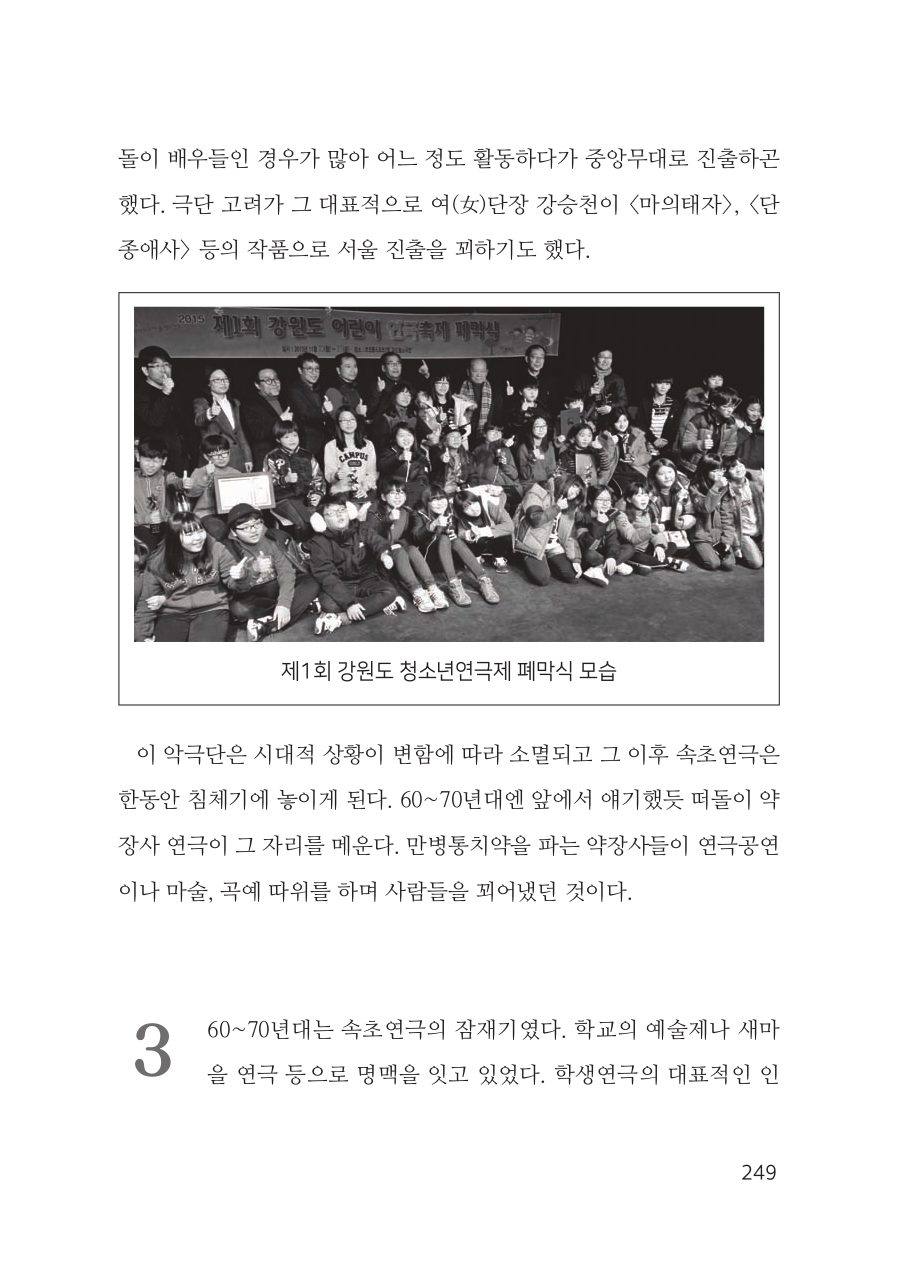 돌이 배우들인 경우가 많아 어느 정도 활동하다가 중앙무대로 진출하곤
했다. 극단 고려가 그 대표적으로 여(女)단장 강승천이 〈마의태자〉, 〈단
종애사〉 등의 작품으로 서울 진출을 꾀하기도 했다.
2015 제1회 강원도 어린이 연극축제 폐막식
CAMPUS
제1회 강원도 청소년연극제 폐막식 모습
이 악극단은 시대적 상황이 변함에 따라 소멸되고 그 이후 속초연극은
한동안 침체기에 놓이게 된다. 60~70년대엔 앞에서 얘기했듯 떠돌이 약
장사 연극이 그 자리를 메운다. 만병통치약을 파는 약장사들이 연극공연
이나 마술, 곡예 따위를 하며 사람들을 꾀어냈던 것이다.
3
60~70년대는 속초연극의 잠재기였다. 학교의 예술제나 새마
을 연극 등으로 명맥을 잇고 있었다. 학생연극의 대표적인 인
249